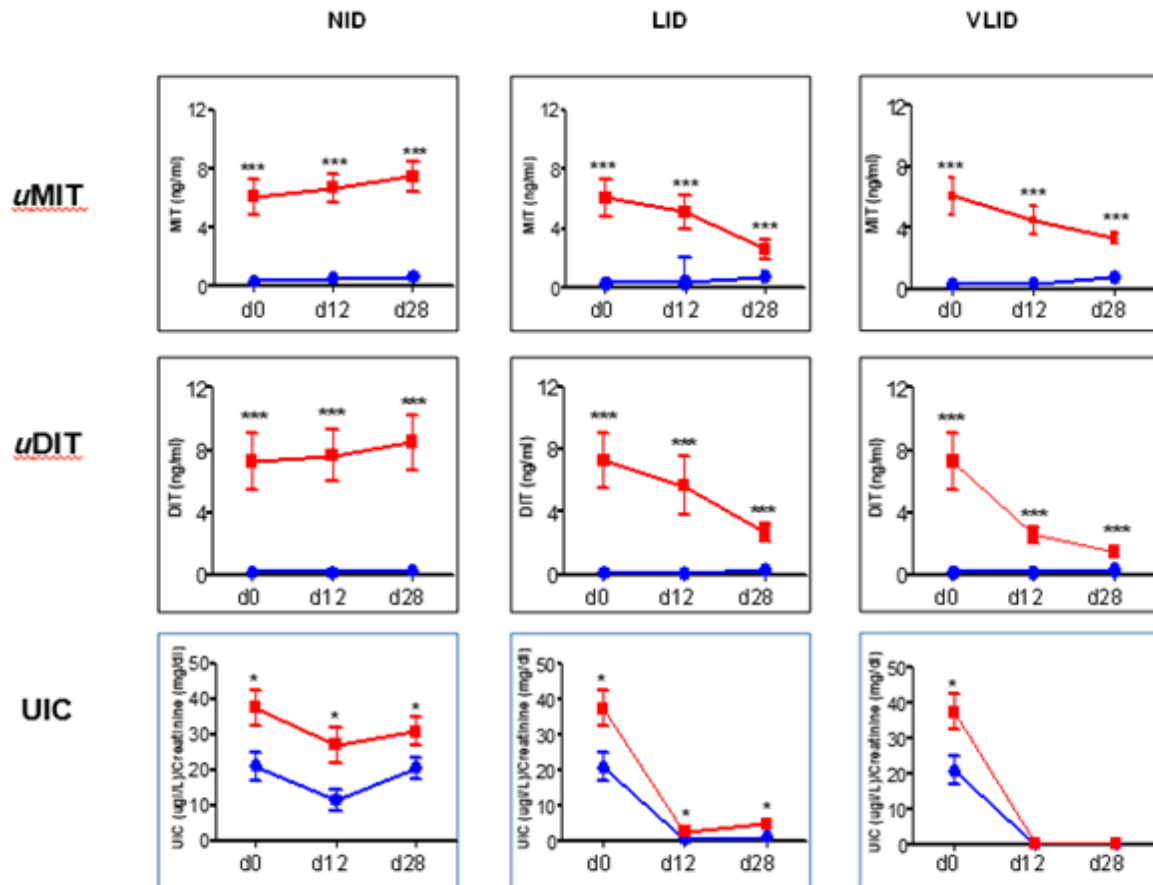 NID LID VLID
uMIT
MIT (ng/ml)
12
8
4
0
*** *** ***
d0 d12 d28
MIT (ng/ml)
12
8
4
0
*** *** ***
d0 d12 d28
MIT (ng/ml)
12
8
4
0
*** *** ***
d0 d12 d28
uDIT
DIT (ng/ml)
12
8
4
0
*** *** ***
d0 d12 d28
DIT (ng/ml)
12
8
4
0
*** *** ***
d0 d12 d28
DIT (ng/ml)
12
8
4
0
*** *** ***
d0 d12 d28
UIC
UIC (ugl/L)/Creatinine (mg/dl)
50
40
30
20
10
0
* * *
d0 d12 d28
UIC (ugl/L)/Creatinine (mg/dl)
50
40
30
20
10
0
* * *
d0 d12 d28
UIC (ugl/L)/Creatinine (mg/dl)
50
40
30
20
10
0
*
d0 d12 d28